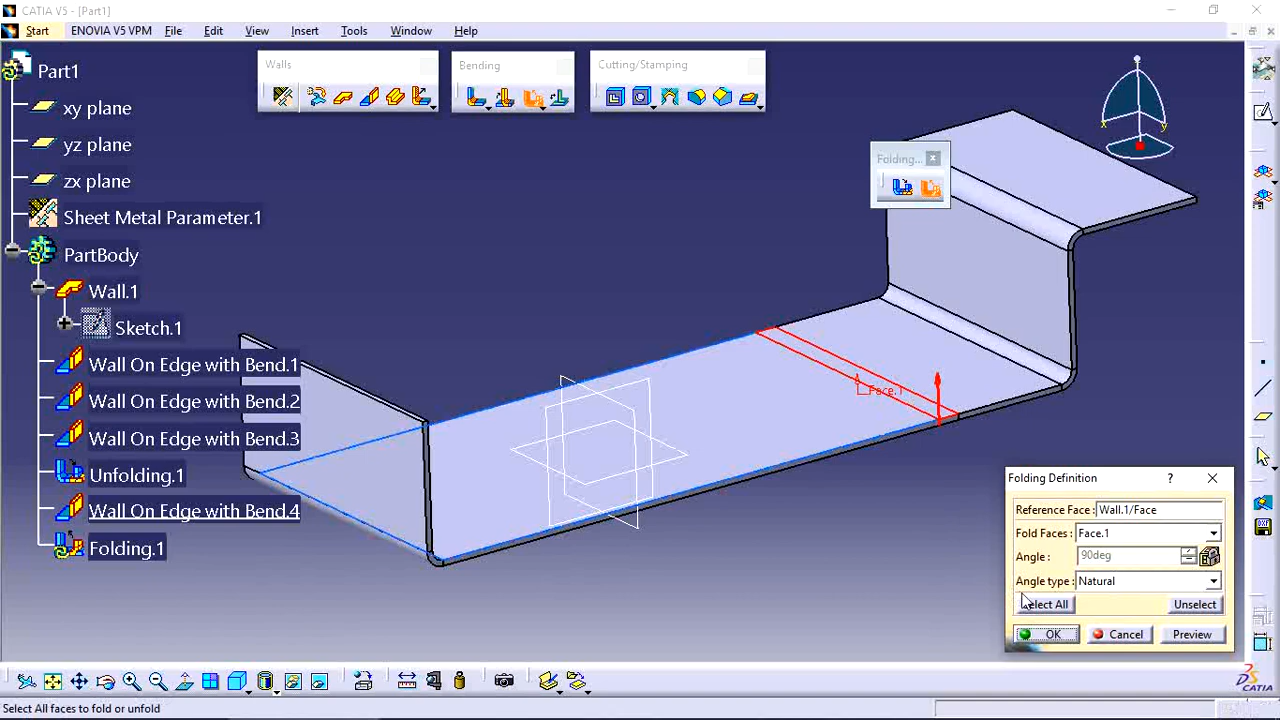 CATIA V5 - [Part1]
Start ENOVIA V5 VPM File Edit View Insert Tools Window Help
Walls
Bending
Cutting/Stamping
Part1
xy plane
yz plane
zx plane
Sheet Metal Parameter.1
PartBody
Wall.1
Sketch.1
Wall On Edge with Bend.1
Wall On Edge with Bend.2
Wall On Edge with Bend.3
Unfolding.1
Wall On Edge with Bend.4
Folding.1
Folding...
x
y
Face.1
Folding Definition ?
Reference Face : Wall.1/Face
Fold Faces : Face.1
Angle : 90deg
Angle type : Natural
Select All Unselect
OK Cancel Preview
DXF
CATIA
Select All faces to fold or unfold